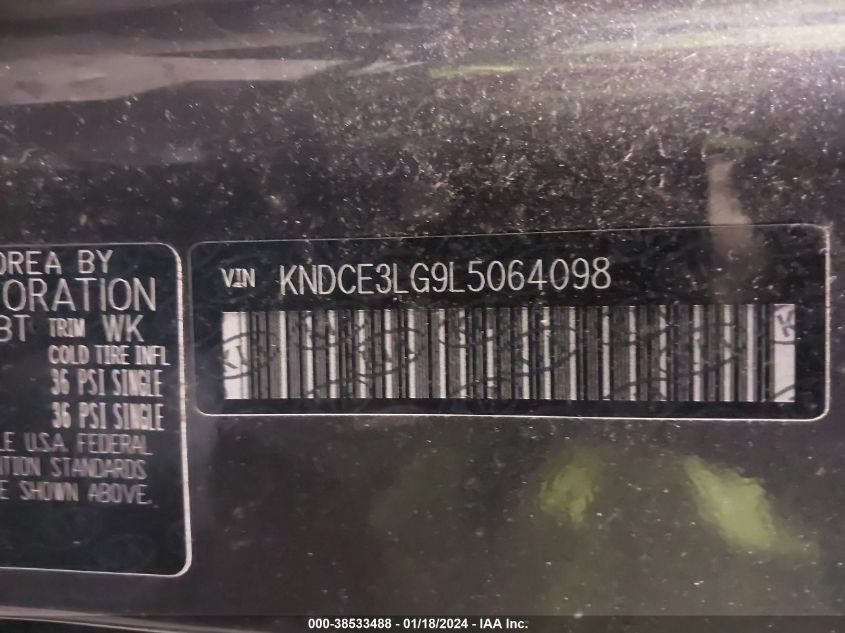 OREA BY
ORATION
BT TRIM WK
COLD TIRE INFL
36 PSI SINGLE
36 PSI SINGLE
LE U.S.A. FEDERAL
ITION STANDARDS
E SHOWN ABOVE.
VIN KNDCE3LG9L5064098
000-38533488 - 01/18/2024 - IAA Inc.